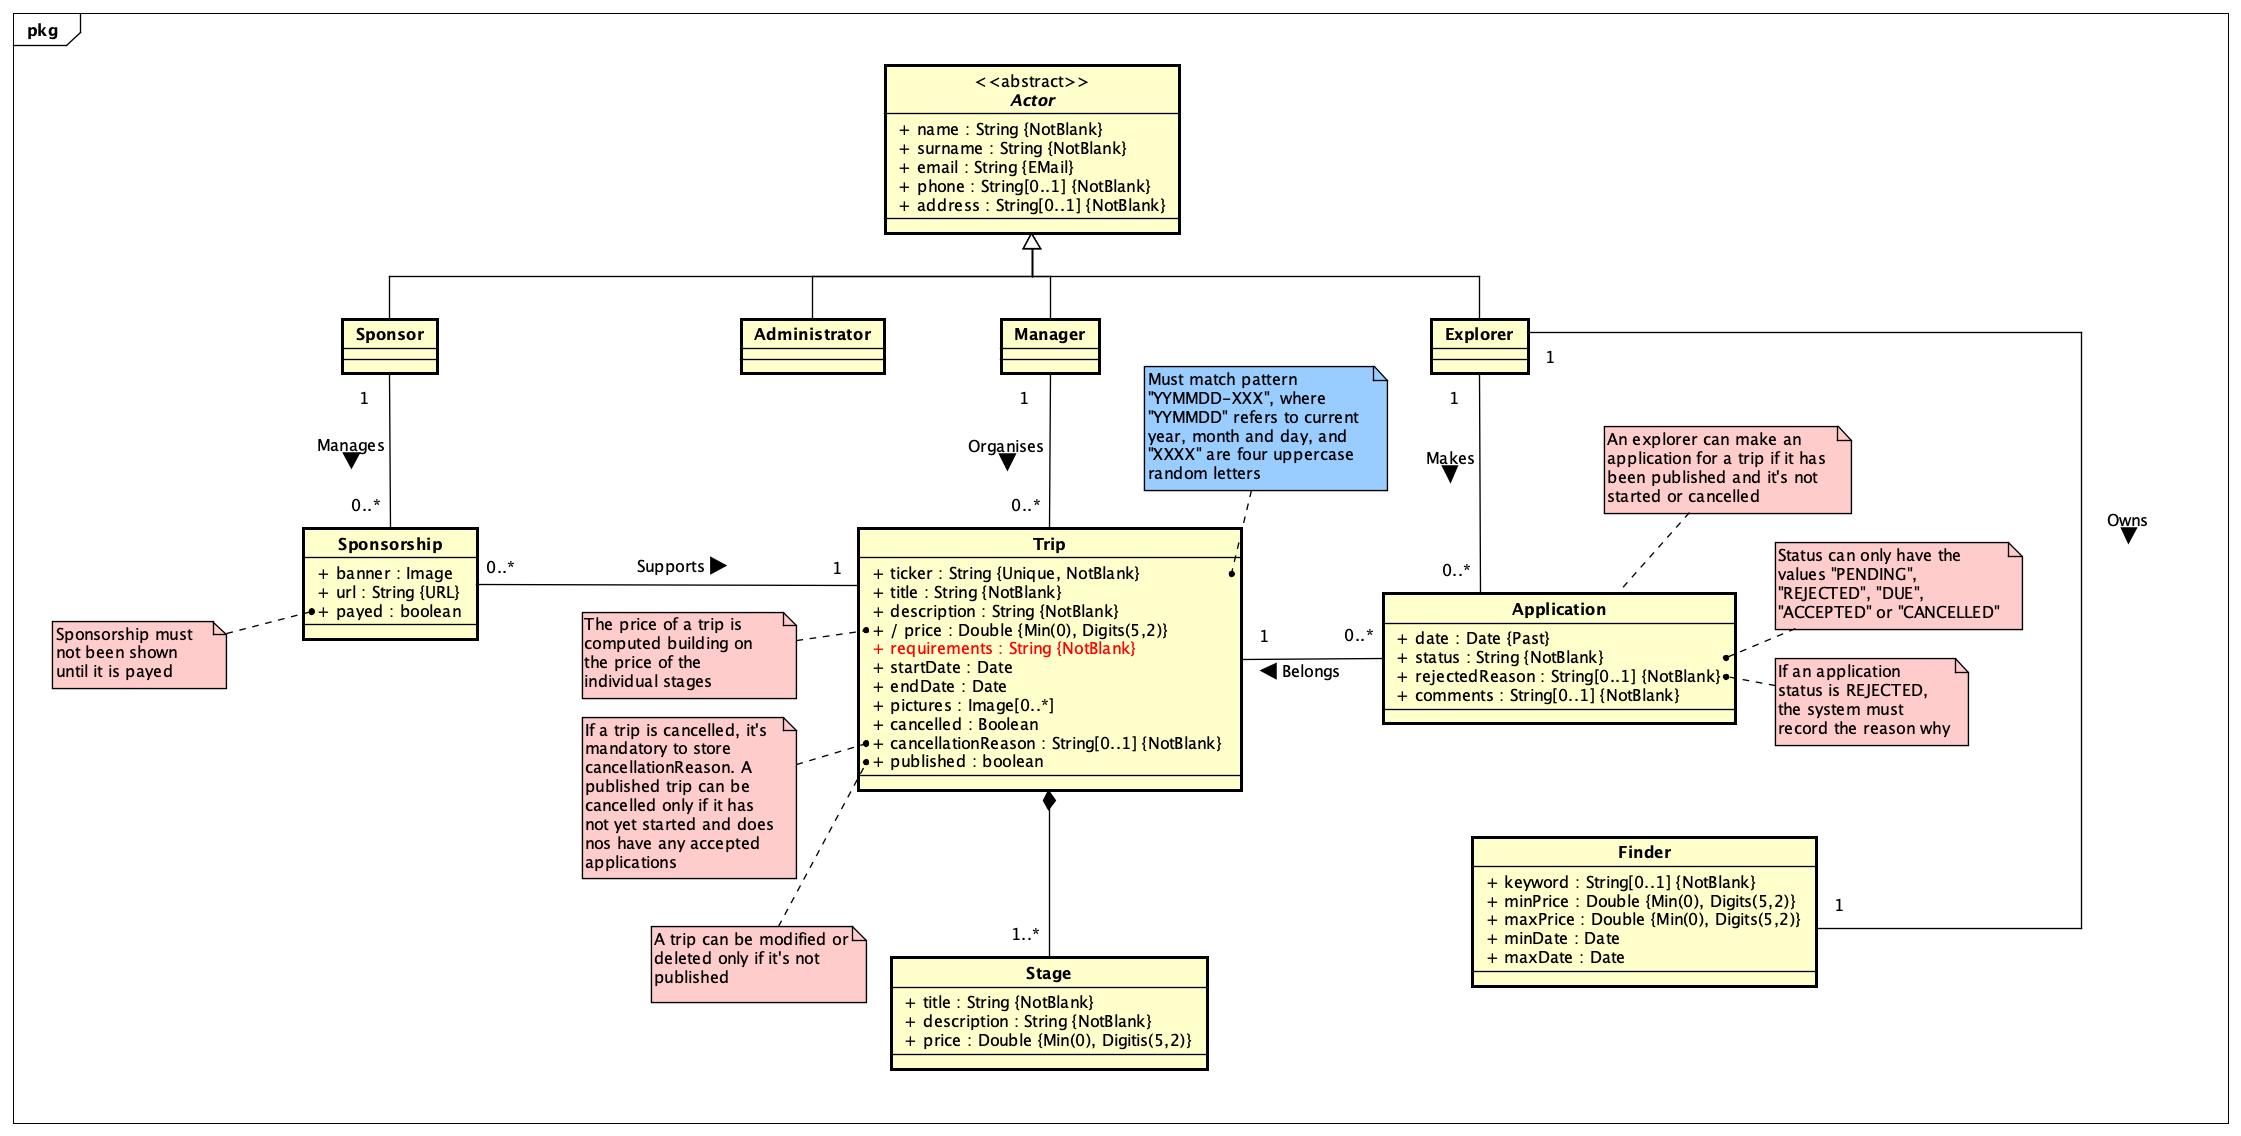 pkg
<<abstract>>
Actor
+ name : String {NotBlank}
+ surname : String {NotBlank}
+ email : String {EMail}
+ phone : String[0..1] {NotBlank}
+ address : String[0..1] {NotBlank}
Sponsor
Administrator
Manager
Explorer
1
1
1
1
Manages
0..*
Organises
0..*
Must match pattern
"YYMMDD-XXX", where
"YYMMDD" refers to current
year, month and day, and
"XXXX" are four uppercase
random letters
Makes
0..*
An explorer can make an
application for a trip if it has
been published and it's not
started or cancelled
Owns
Sponsorship
+ banner : Image
+ url : String {URL}
+ payed : boolean
Sponsorship must
not been shown
until it is payed
0..*
Supports
1
Trip
+ ticker : String {Unique, NotBlank}
+ title : String {NotBlank}
+ description : String {NotBlank}
+ / price : Double {Min(0), Digits(5,2)}
+ requirements : String {NotBlank}
+ startDate : Date
+ endDate : Date
+ pictures : Image[0..*]
+ cancelled : Boolean
+ cancellationReason : String[0..1] {NotBlank}
+ published : boolean
The price of a trip is
computed building on
the price of the
individual stages
If a trip is cancelled, it's
mandatory to store
cancellationReason. A
published trip can be
cancelled only if it has
not yet started and does
nos have any accepted
applications
A trip can be modified or
deleted only if it's not
published
1
0..*
Belongs
Application
+ date : Date {Past}
+ status : String {NotBlank}
+ rejectedReason : String[0..1] {NotBlank}
+ comments : String[0..1] {NotBlank}
Status can only have the
values "PENDING",
"REJECTED", "DUE",
"ACCEPTED" or "CANCELLED"
If an application
status is REJECTED,
the system must
record the reason why
1..*
Stage
+ title : String {NotBlank}
+ description : String {NotBlank}
+ price : Double {Min(0), Digitis(5,2)}
Finder
+ keyword : String[0..1] {NotBlank}
+ minPrice : Double {Min(0), Digits(5,2)}
+ maxPrice : Double {Min(0), Digits(5,2)}
+ minDate : Date
+ maxDate : Date
1